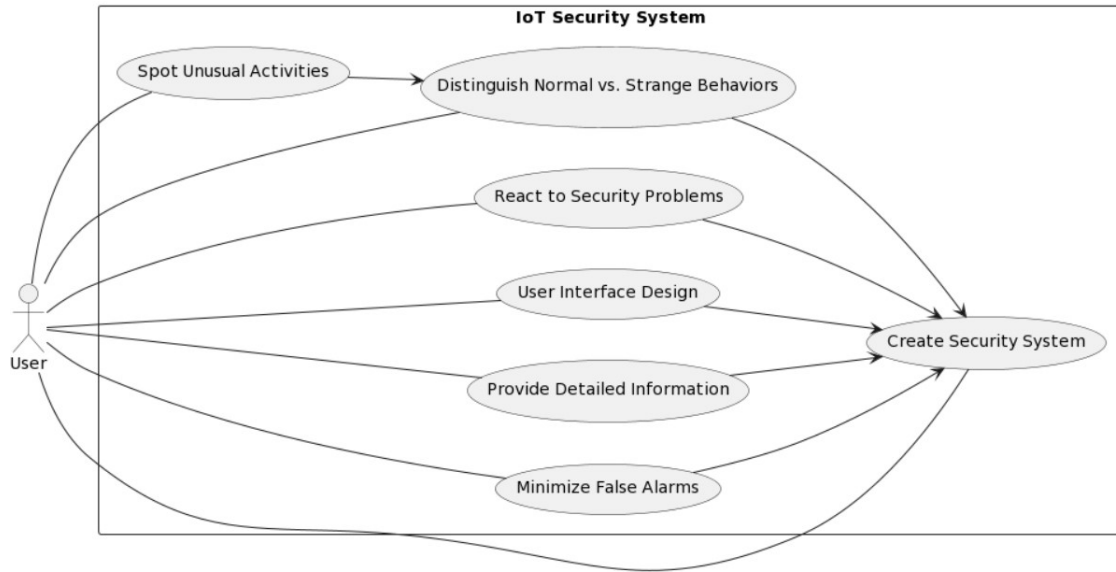 IoT Security System
Spot Unusual Activities
Distinguish Normal vs. Strange Behaviors
React to Security Problems
User Interface Design
Create Security System
User
Provide Detailed Information
Minimize False Alarms